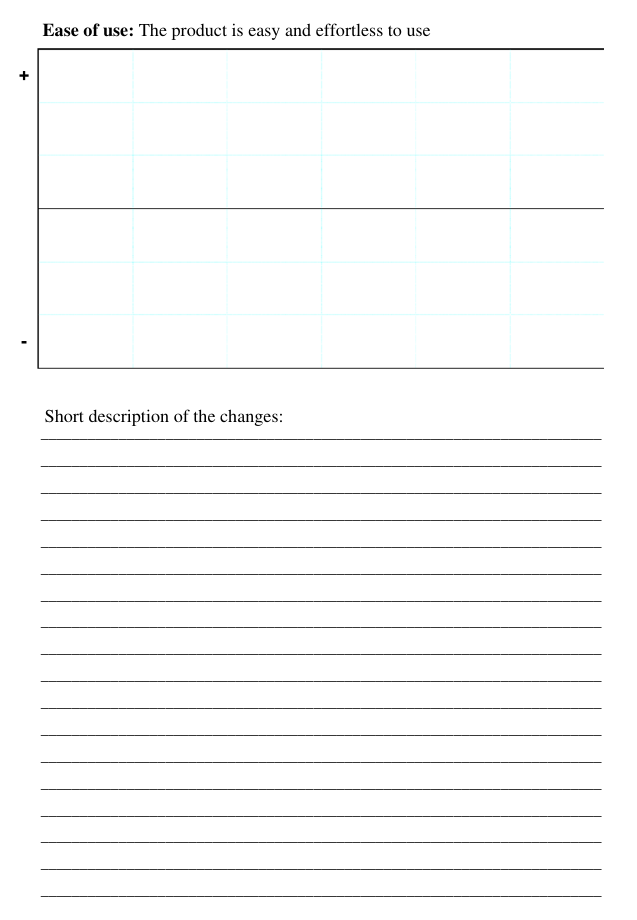 Ease of use: The product is easy and effortless to use
+
-
Short description of the changes: